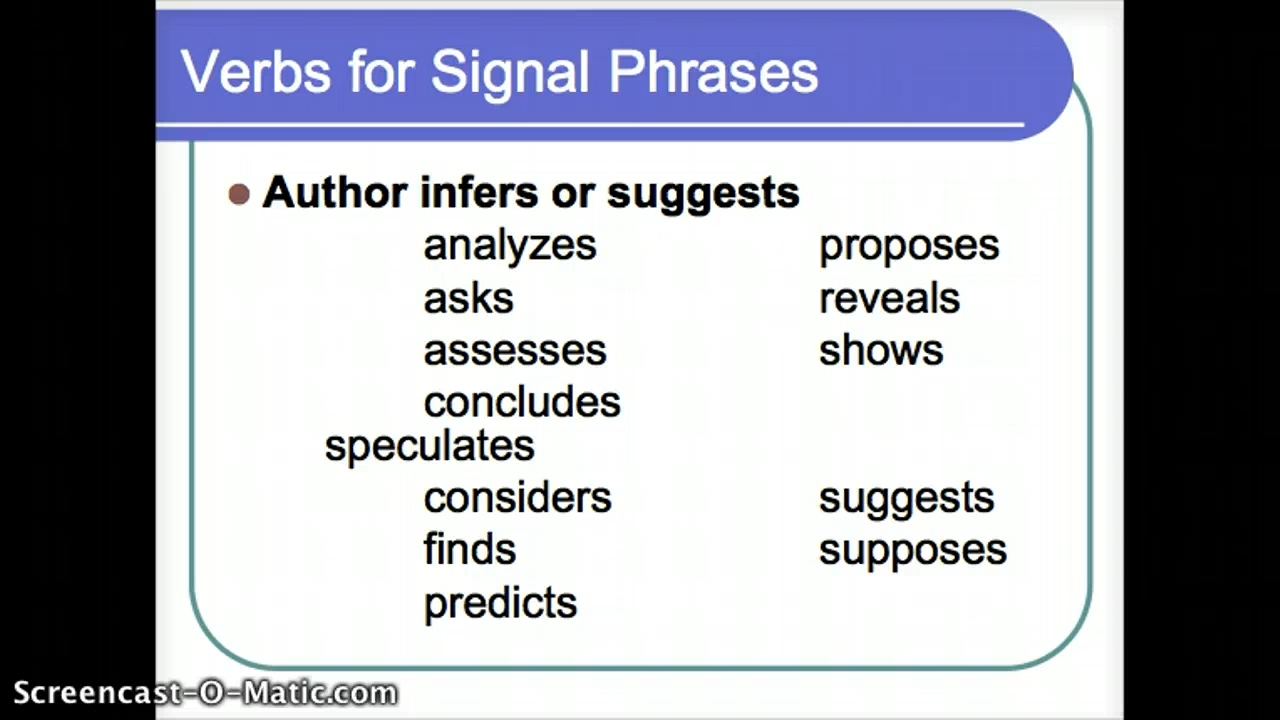 Verbs for Signal Phrases
Author infers or suggests
analyzes proposes
asks reveals
assesses shows
concludes
speculates
considers suggests
finds supposes
predicts
Screencast-O-Matic.com